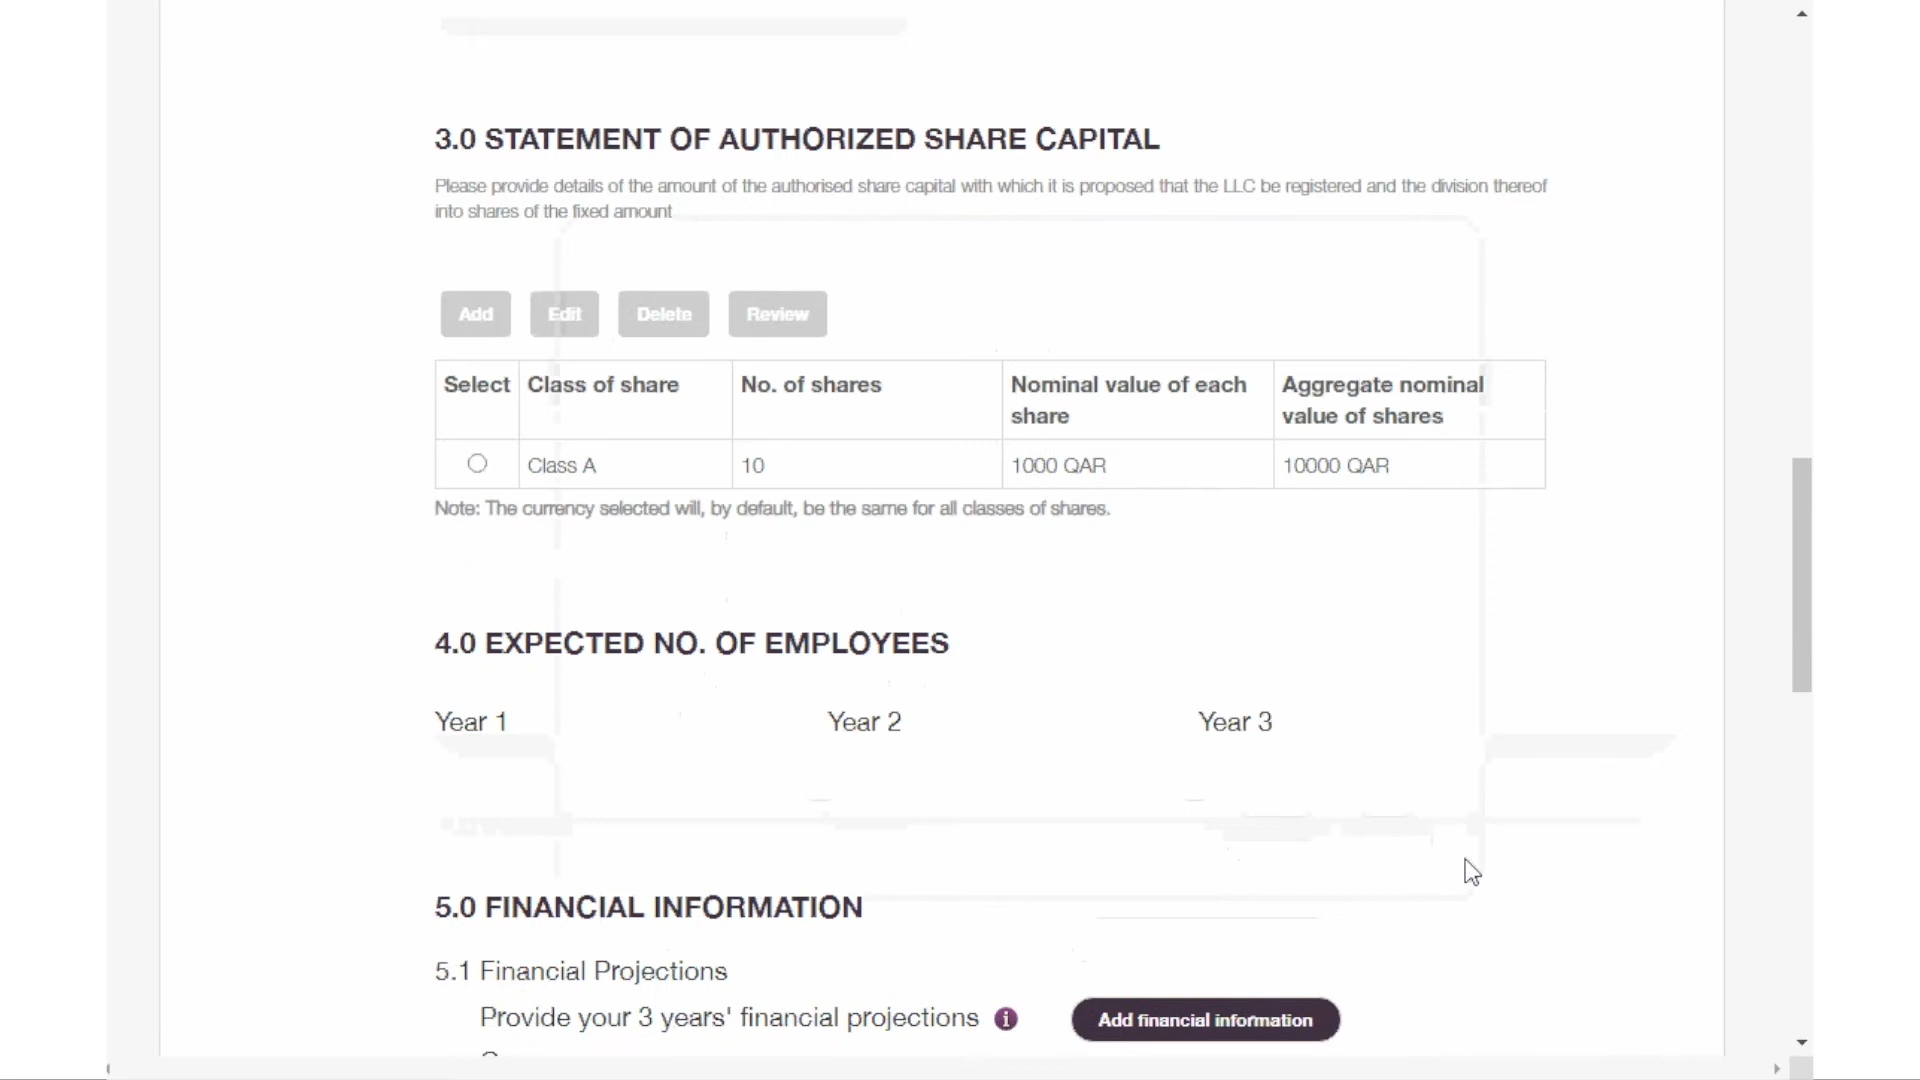 3.0 STATEMENT OF AUTHORIZED SHARE CAPITAL
Please provide details of the amount of the authorised share capital with which it is proposed that the LLC be registered and the division thereof
into shares of the fixed amount
Add Edit Delete Review
Select Class of share No. of shares Nominal value of each share Aggregate nominal value of shares
Class A 10 1000 QAR 10000 QAR
Note: The currency selected will, by default, be the same for all classes of shares.
4.0 EXPECTED NO. OF EMPLOYEES
Year 1 Year 2 Year 3
5.0 FINANCIAL INFORMATION
5.1 Financial Projections
Provide your 3 years' financial projections Add financial information